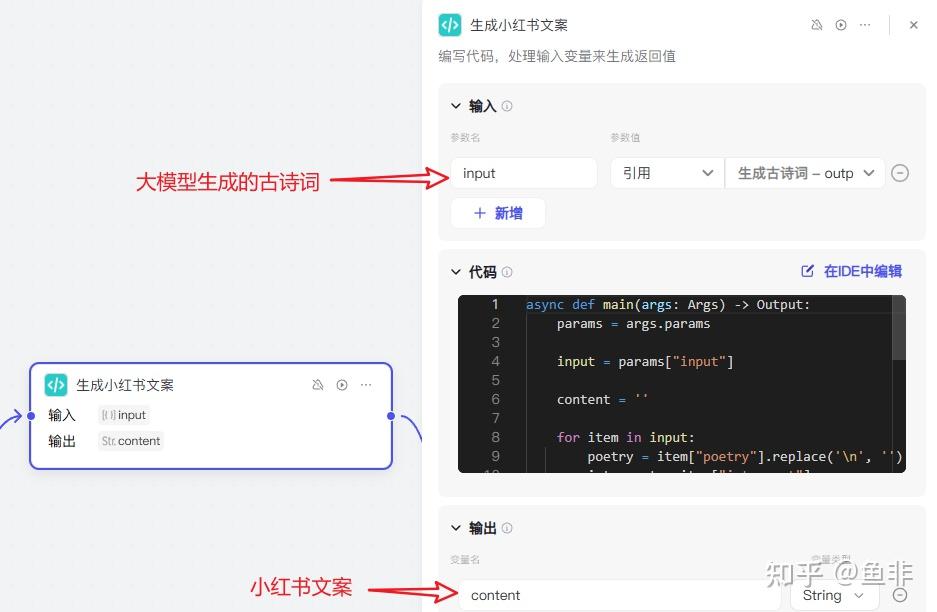 生成小红书文案
编写代码，处理输入变量来生成返回值
输入
参数名 参数值
大模型生成的古诗词
input 引用 生成古诗词 – outp
+ 新增
代码 在IDE中编辑
1 async def main(args: Args) -> Output:
2 params = args.params
3
4 input = params["input"]
5
6 content = ''
7
8 for item in input:
9 poetry = item["poetry"].replace('\n', '')
生成小红书文案
输入 [{}] input
输出 Str. content
输出
变量名 变量类型
小红书文案
content String
知乎 @鱼非